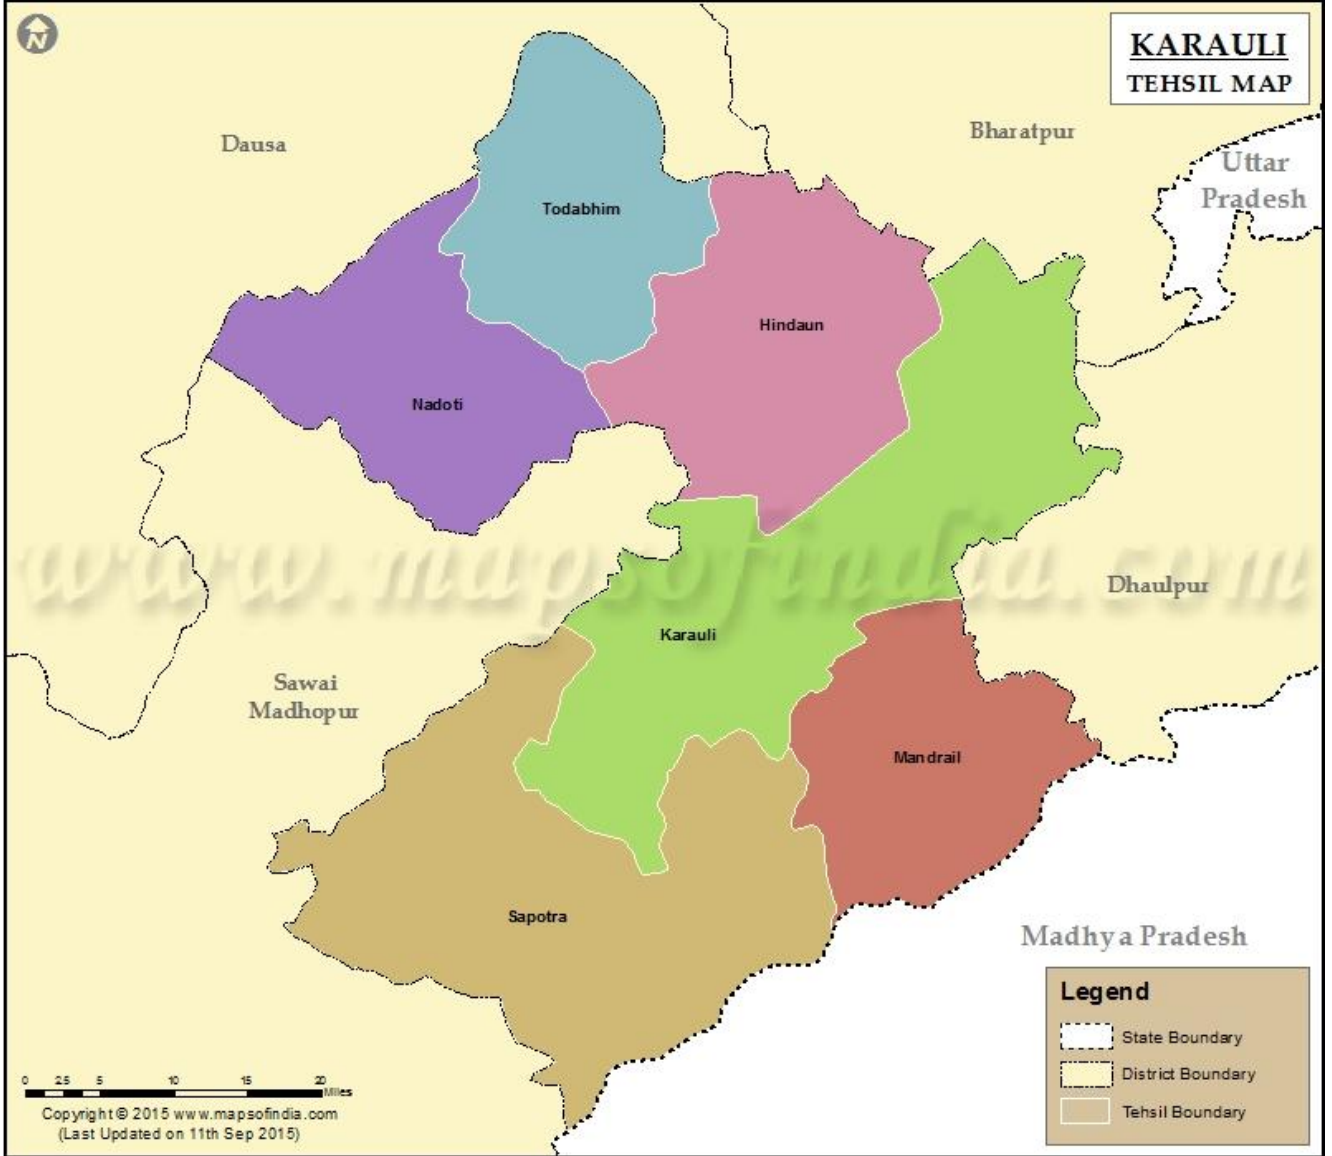 N
KARAULI
TEHSIL MAP
Dausa
Bharatpur
Uttar
Pradesh
Todabhim
Hindaun
Nadoti
www.mapsofindia.com
Dhaulpur
Karauli
Sawai
Madhopur
Mandrail
Sapotra
Madhya Pradesh
Legend
State Boundary
District Boundary
Tehsil Boundary
0 2.5 5 10 15 20
Miles
Copyright © 2015 www.mapsofindia.com
(Last Updated on 11th Sep 2015)